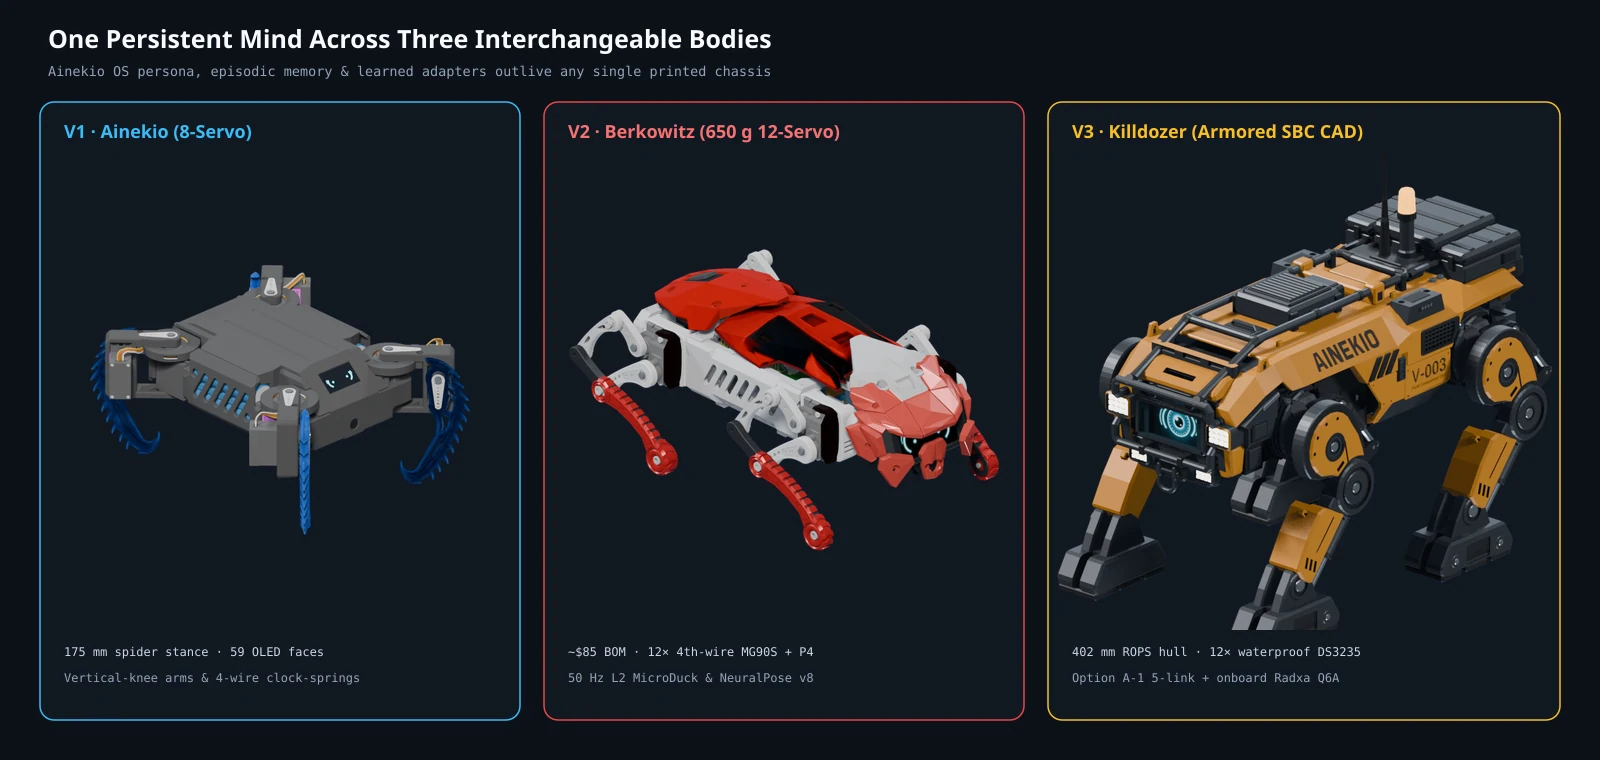 One Persistent Mind Across Three Interchangeable Bodies
Ainekio OS persona, episodic memory & learned adapters outlive any single printed chassis
V1 · Ainekio (8-Servo)
175 mm spider stance · 59 OLED faces
Vertical-knee arms & 4-wire clock-springs
V2 · Berkowitz (650 g 12-Servo)
~$85 BOM · 12× 4th-wire MG90S + P4
50 Hz L2 MicroDuck & NeuralPose v8
V3 · Killdozer (Armored SBC CAD)
AINEKIO
V-003
402 mm ROPS hull · 12× waterproof DS3235
Option A-1 5-link + onboard Radxa Q6A